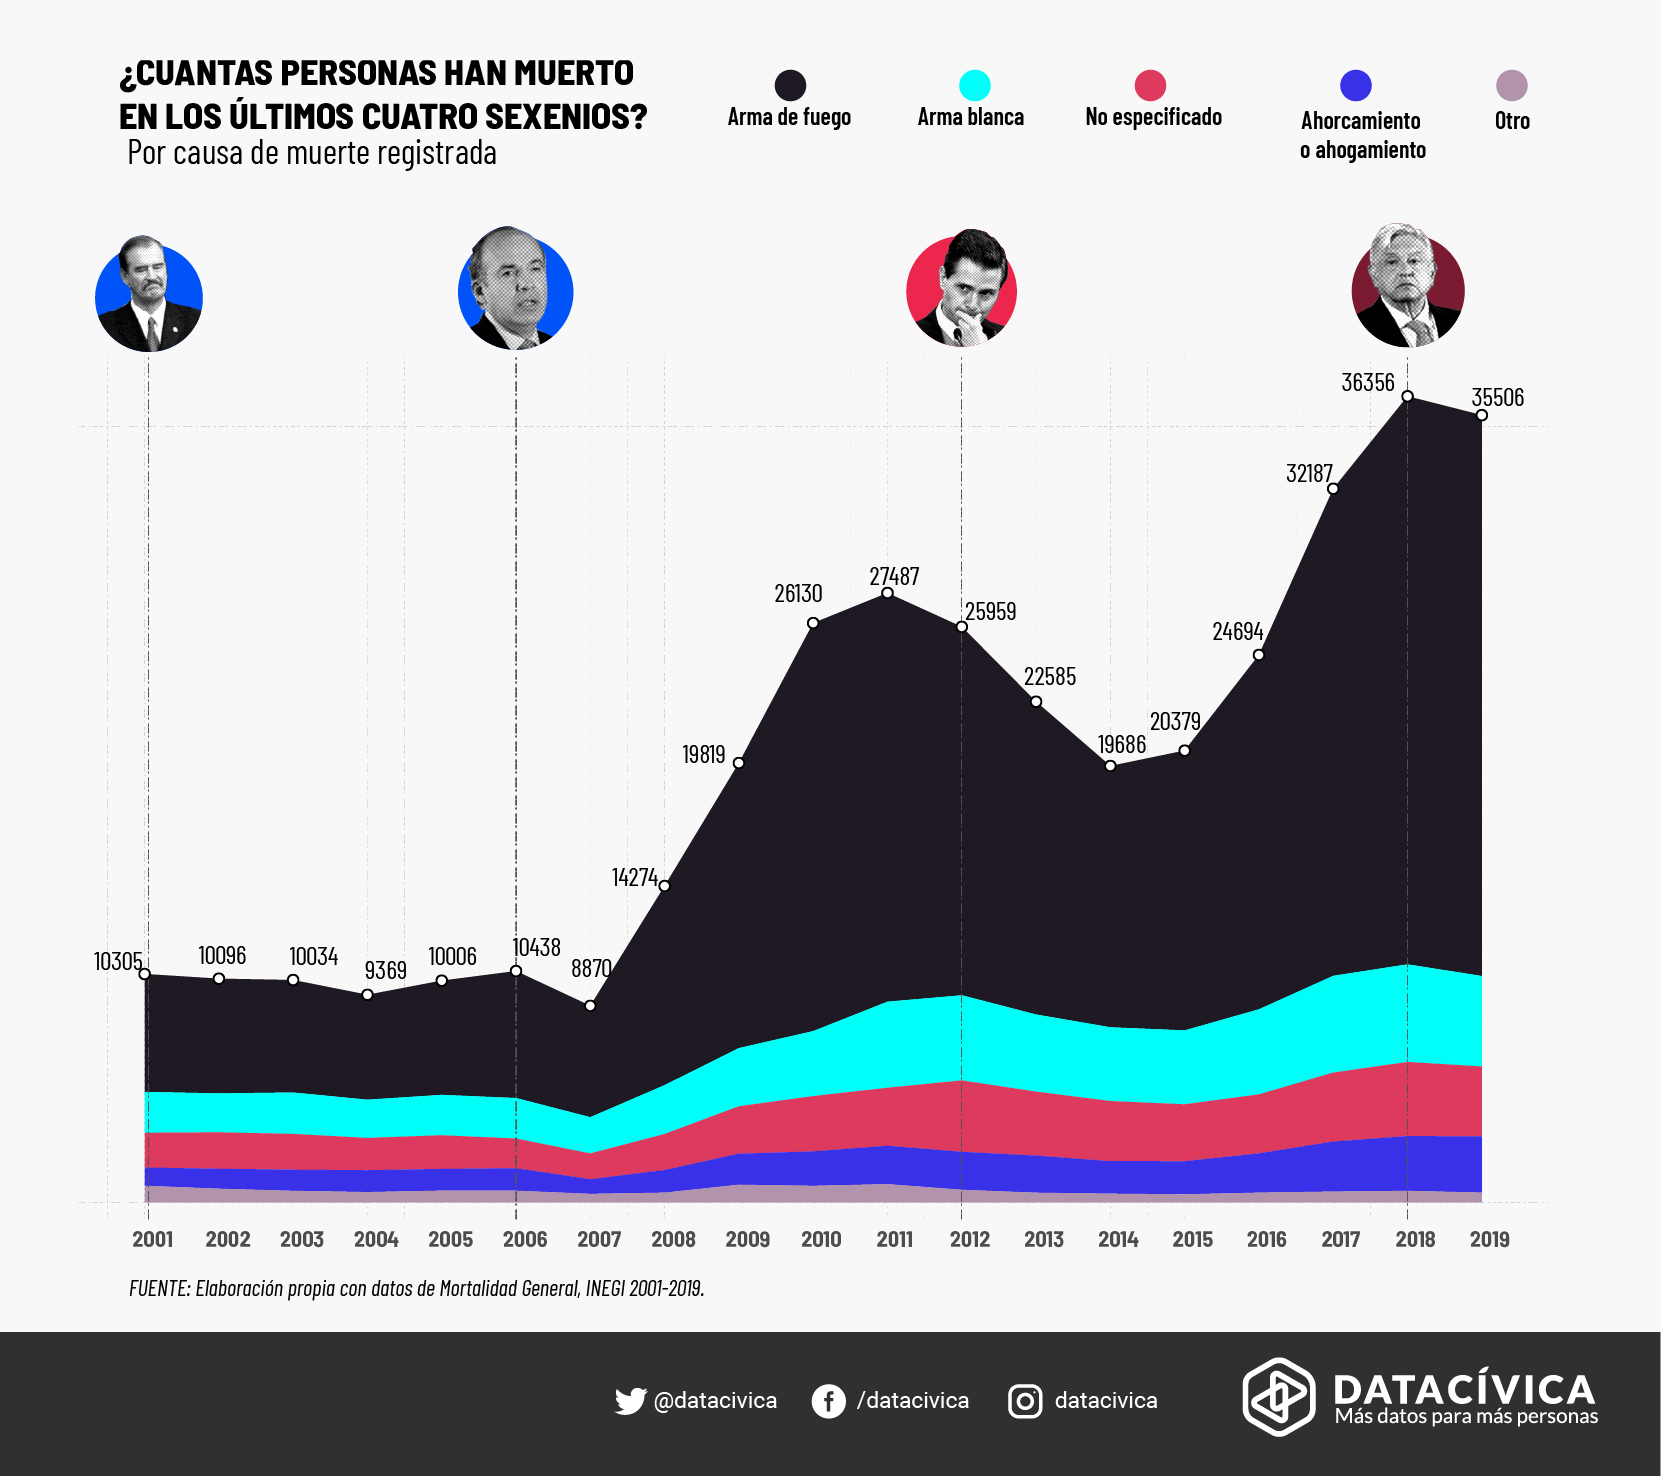 ¿CUANTAS PERSONAS HAN MUERTO
EN LOS ÚLTIMOS CUATRO SEXENIOS?
Por causa de muerte registrada
Arma de fuego
Arma blanca
No especificado
Ahorcamiento
o ahogamiento
Otro
10305
10096
10034
9369
10006
10438
8870
14274
19819
26130
27487
25959
22585
19686
20379
24694
32187
36356
35506
2001 2002 2003 2004 2005 2006 2007 2008 2009 2010 2011 2012 2013 2014 2015 2016 2017 2018 2019
FUENTE: Elaboración propia con datos de Mortalidad General, INEGI 2001-2019.
@datacivica
/datacivica
datacivica
DATACÍVICA
Más datos para más personas